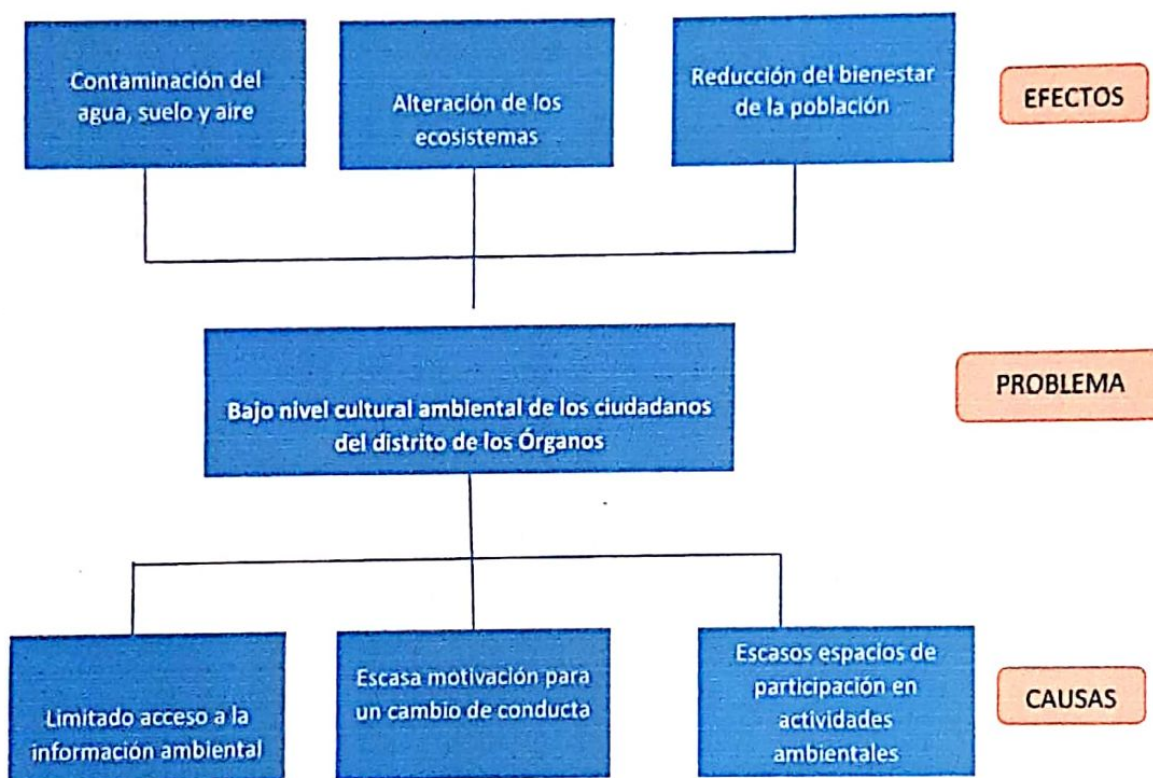 Contaminación del
agua, suelo y aire
Alteración de los
ecosistemas
Reducción del bienestar
de la población
EFECTOS
Bajo nivel cultural ambiental de los ciudadanos
del distrito de los Órganos
PROBLEMA
Limitado acceso a la
información ambiental
Escasa motivación para
un cambio de conducta
Escasos espacios de
participación en
actividades
ambientales
CAUSAS